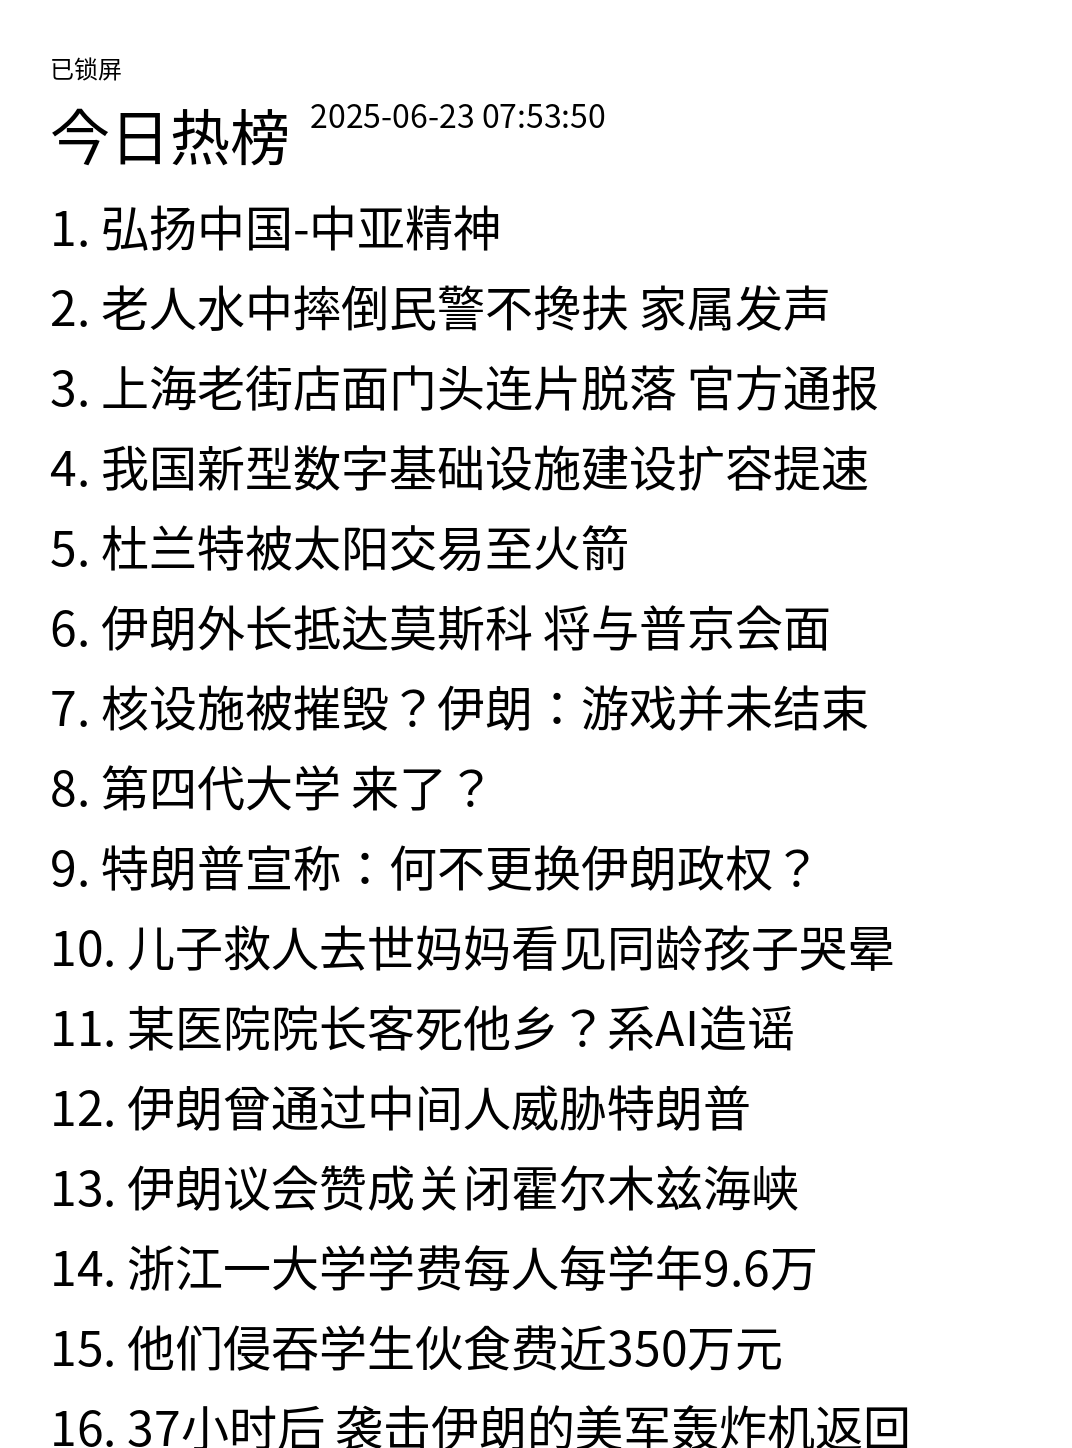 已锁屏
今日热榜 2025-06-23 07:53:50
1. 弘扬中国-中亚精神
2. 老人水中摔倒民警不搀扶 家属发声
3. 上海老街店面门头连片脱落 官方通报
4. 我国新型数字基础设施建设扩容提速
5. 杜兰特被太阳交易至火箭
6. 伊朗外长抵达莫斯科 将与普京会面
7. 核设施被摧毁？伊朗：游戏并未结束
8. 第四代大学 来了？
9. 特朗普宣称：何不更换伊朗政权？
10. 儿子救人去世妈妈看见同龄孩子哭晕
11. 某医院院长客死他乡？系AI造谣
12. 伊朗曾通过中间人威胁特朗普
13. 伊朗议会赞成关闭霍尔木兹海峡
14. 浙江一大学学费每人每学年9.6万
15. 他们侵吞学生伙食费近350万元
16. 37小时后 袭击伊朗的美军轰炸机返回